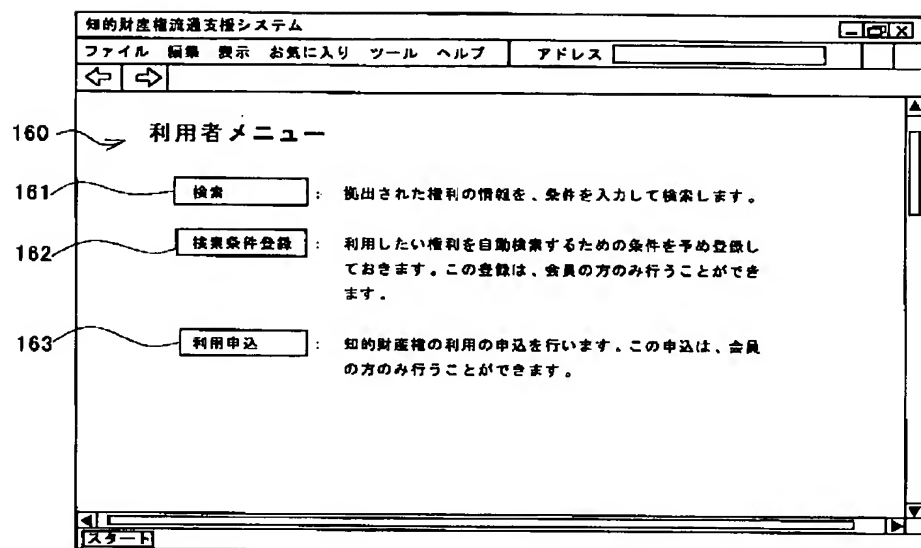 知的財産権流通支援システム
ファイル 編集 表示 お気に入り ツール ヘルプ アドレス
160 利用者メニュー
161 検索 : 拠出された権利の情報を、条件を入力して検索します。
162 検索条件登録 : 利用したい権利を自動検索するための条件を予め登録し
ておきます。この登録は、会員の方のみ行うことができ
ます。
163 利用申込 : 知的財産権の利用の申込を行います。この申込は、会員
の方のみ行うことができます。
スタート